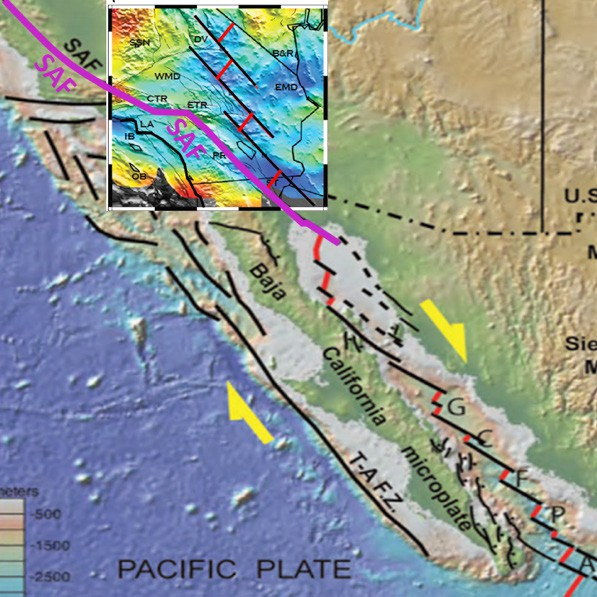 SAF
SAF
SSN
DV
B&R
WMD
EMD
CTR
ETR
LA
IB
SAF
PR
OB
U.S
M
Baja
Sie
M
California
microplate
G
C
F
P
A
T-A F.Z.
meters
-500
-1500
-2500
PACIFIC PLATE